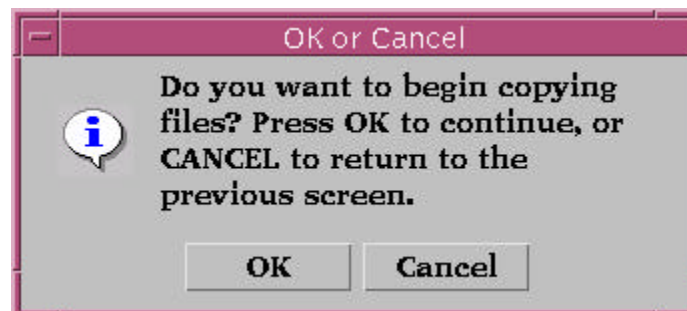 OK or Cancel
Do you want to begin copying
files? Press OK to continue, or
CANCEL to return to the
previous screen.
OK Cancel